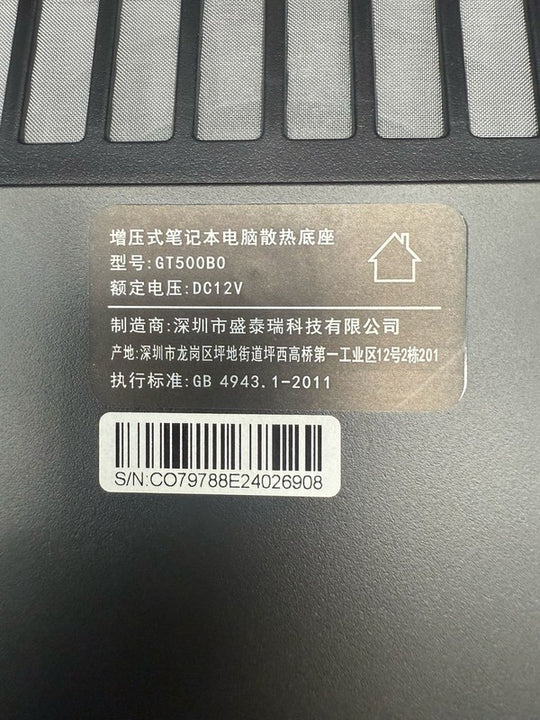 增压式笔记本电脑散热底座
型号:GT500B0
额定电压:DC12V
制造商:深圳市盛泰瑞科技有限公司
产地:深圳市龙岗区坪地街道坪西高桥第一工业区12号2栋201
执行标准:GB 4943.1-2011
S/N:CO79788E24026908